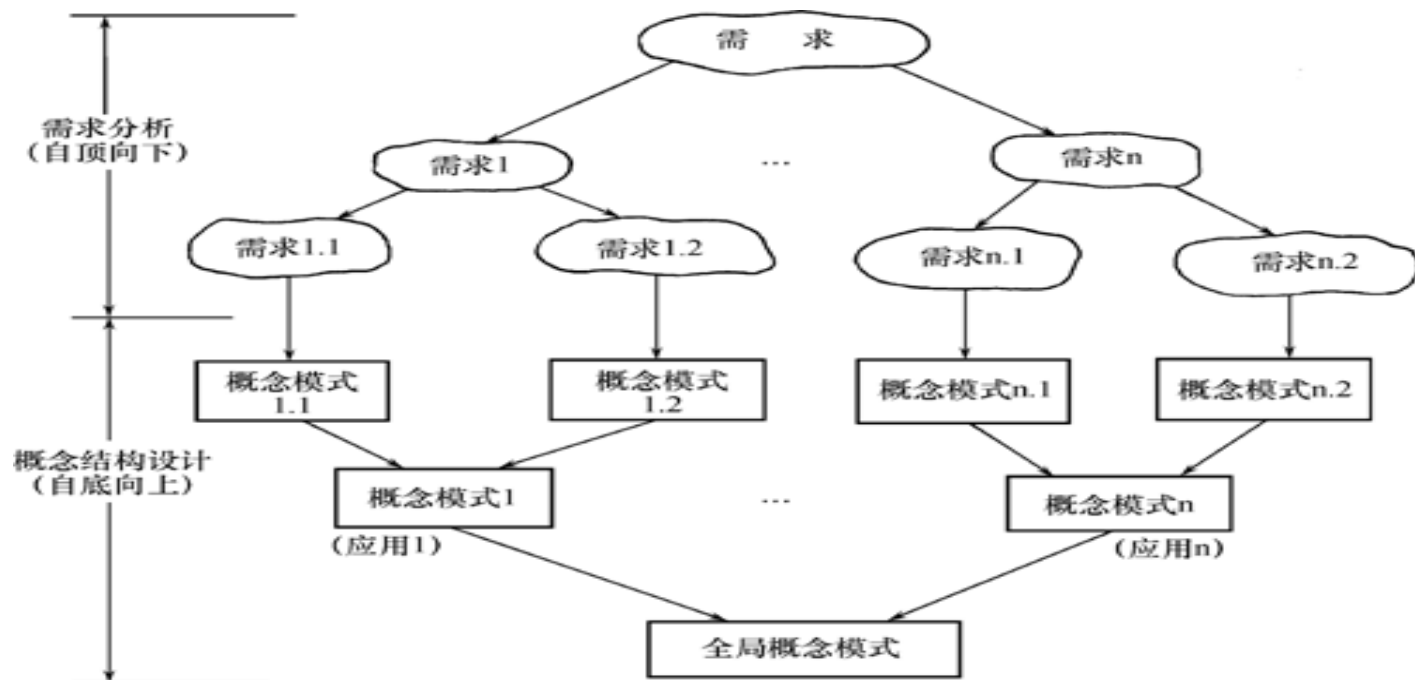 需 求
需求分析
（自顶向下）
需求1
…
需求n
需求1.1
需求1.2
需求n.1
需求n.2
概念模式
1.1
概念模式
1.2
概念模式n.1
概念模式n.2
概念结构设计
（自底向上）
概念模式1
…
概念模式n
（应用1）
（应用n）
全局概念模式